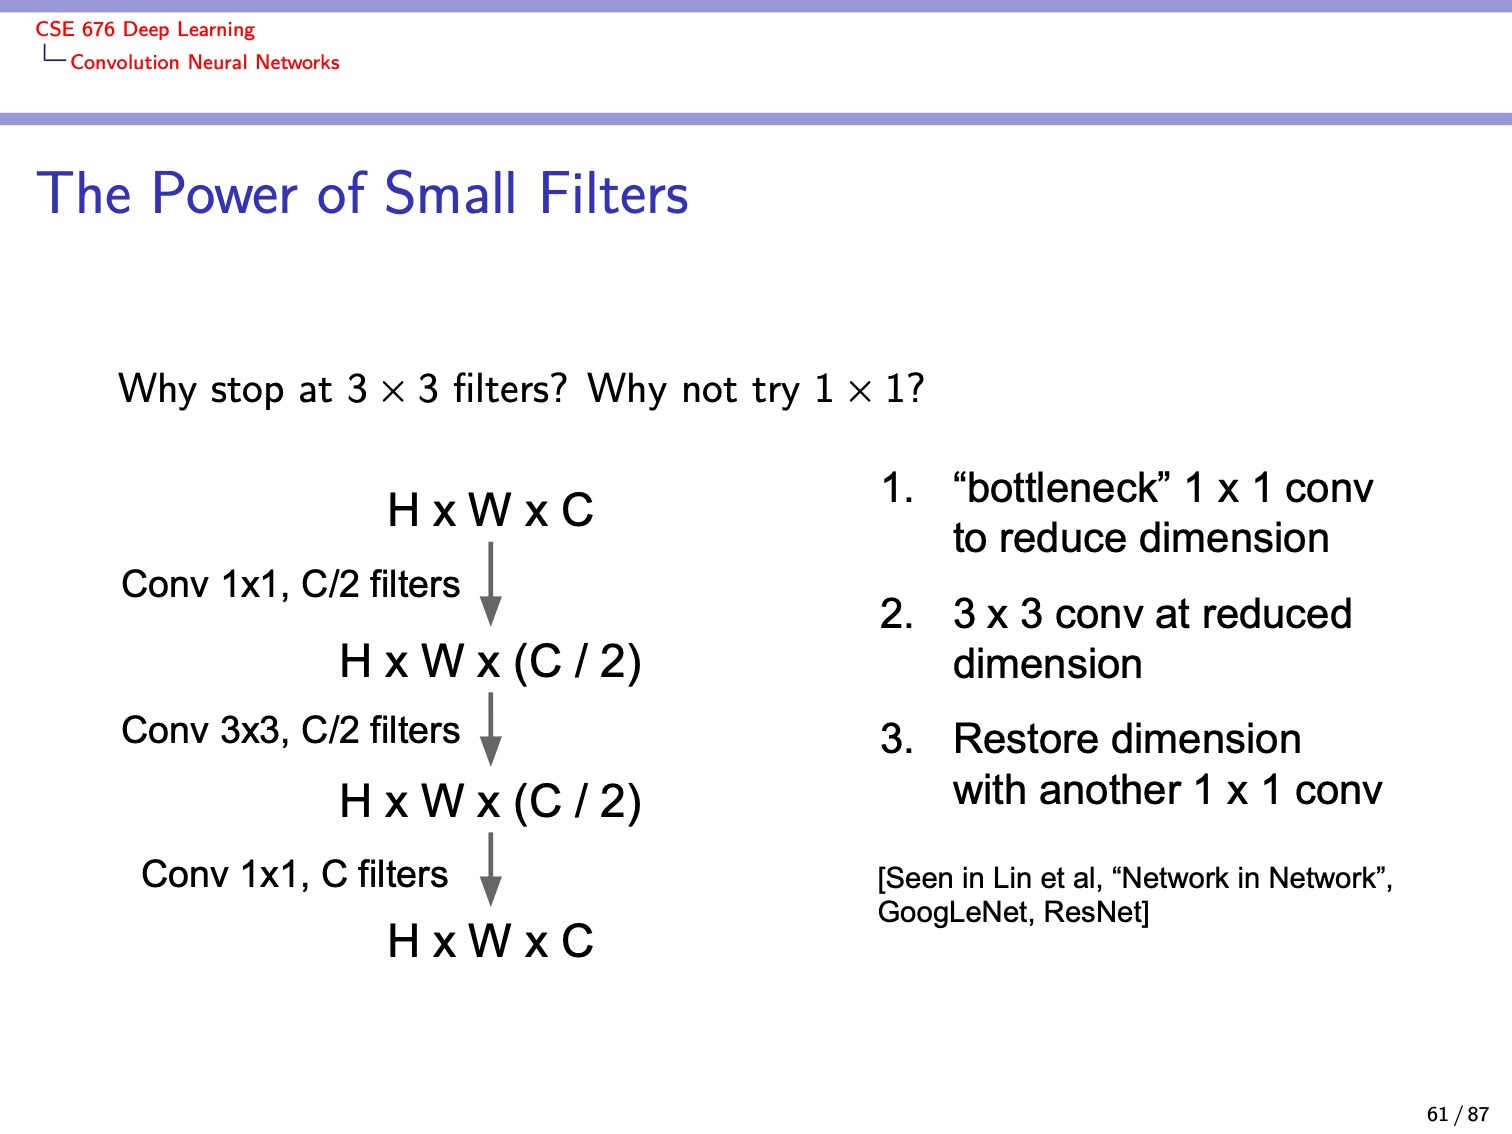 CSE 676 Deep Learning
Convolution Neural Networks
The Power of Small Filters
Why stop at 3 × 3 filters? Why not try 1 × 1?
H x W x C
Conv 1x1, C/2 filters
H x W x (C / 2)
Conv 3x3, C/2 filters
H x W x (C / 2)
Conv 1x1, C filters
H x W x C
1. “bottleneck” 1 x 1 conv
to reduce dimension
2. 3 x 3 conv at reduced
dimension
3. Restore dimension
with another 1 x 1 conv
[Seen in Lin et al, “Network in Network”,
GoogLeNet, ResNet]
61 / 87